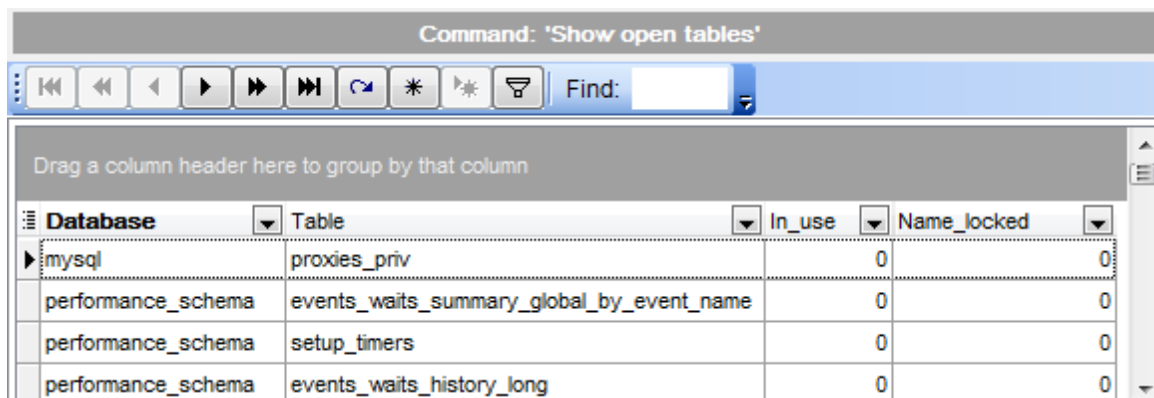 Command: 'Show open tables'
Find:
Drag a column header here to group by that column
Database Table In_use Name_locked
mysql proxies_priv 0 0
performance_schema events_waits_summary_global_by_event_name 0 0
performance_schema setup_timers 0 0
performance_schema events_waits_history_long 0 0